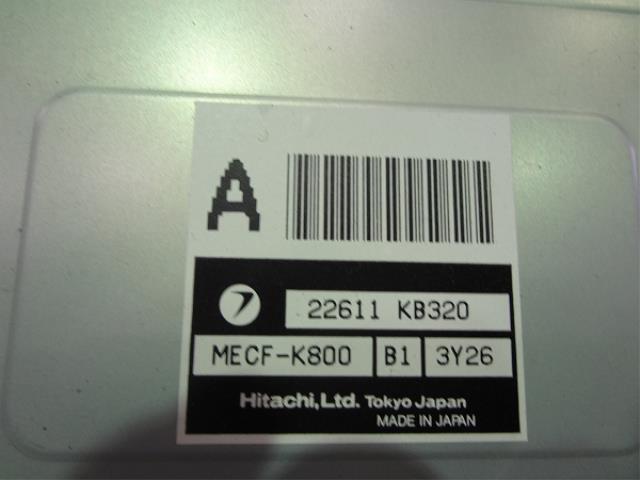 A
22611 KB320
MECF-K800 B1 3Y26
Hitachi, Ltd. Tokyo Japan
MADE IN JAPAN